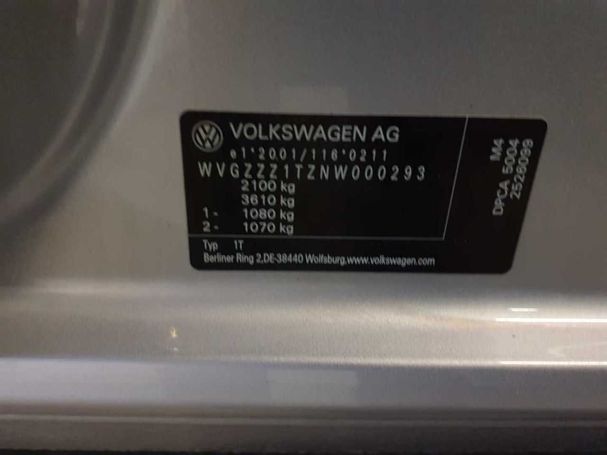 VOLKSWAGEN AG
e1*2001/116*0211
WVGZZZ1TZNW000293
2100 kg
3610 kg
1- 1080 kg
2- 1070 kg
Typ 1T
Berliner Ring 2,DE-38440 Wolfsburg.www.volkswagen.com
M4
DPCA 5004
2526099